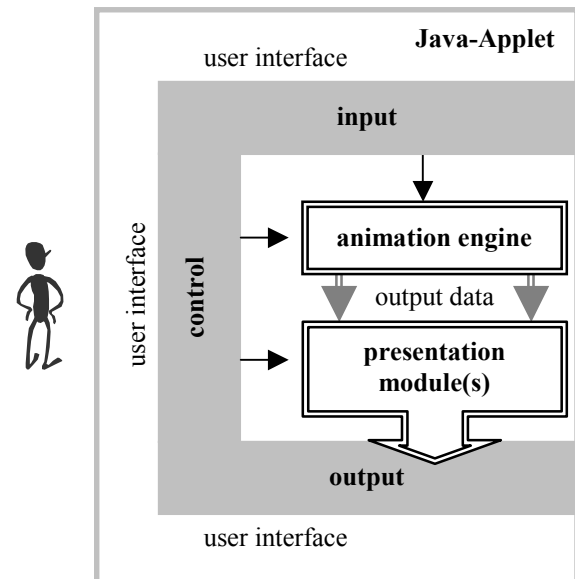 Java-Applet
user interface
input
user interface
control
animation engine
output data
presentation
module(s)
output
user interface